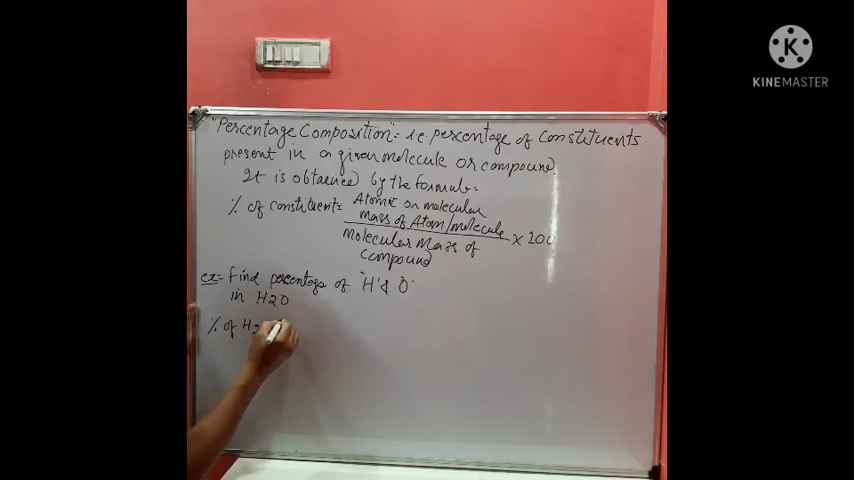 "Percentage Composition" = i.e. percentage of Constituents
present in a given molecule or compound.
It is obtained by the formula=
% of constituent= Atomic or molecular
mass of Atom/molecule
molecular mass of
compound
× 100
ex= Find percentage of 'H' & 'O'
in H2O
% of H2
K
KINEMASTER